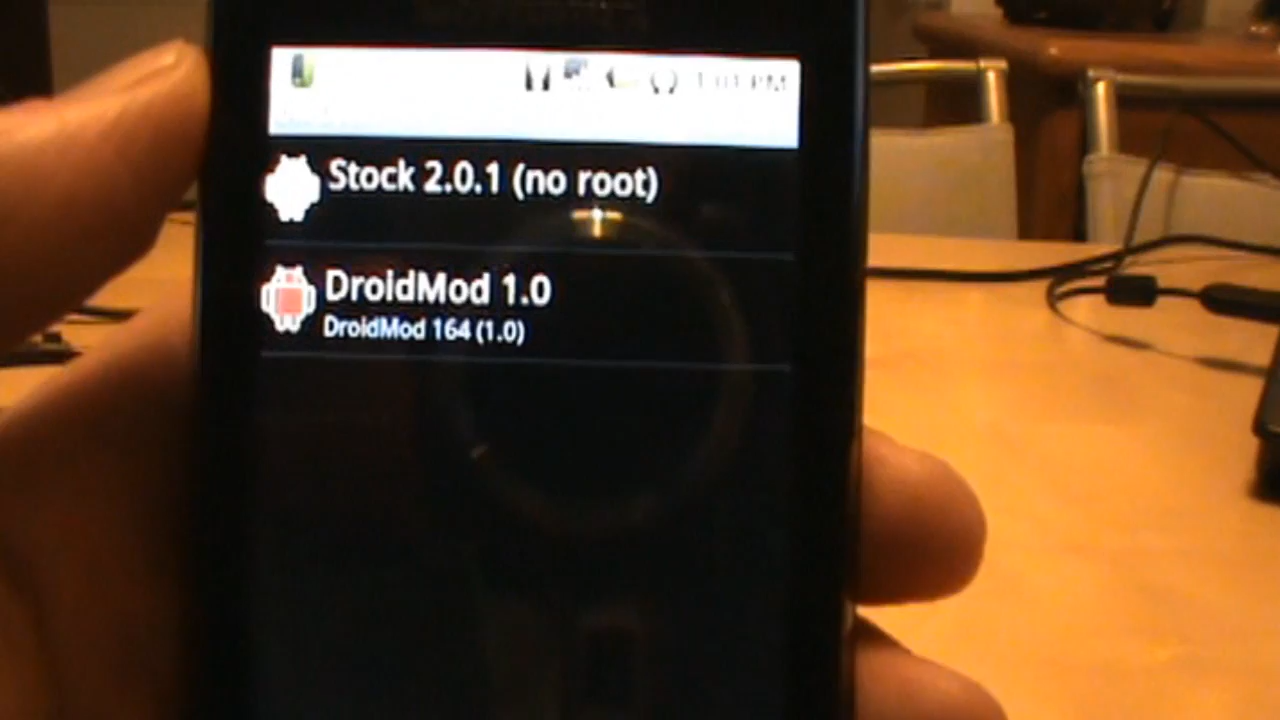 Stock 2.0.1 (no root)
DroidMod 1.0
DroidMod 164 (1.0)